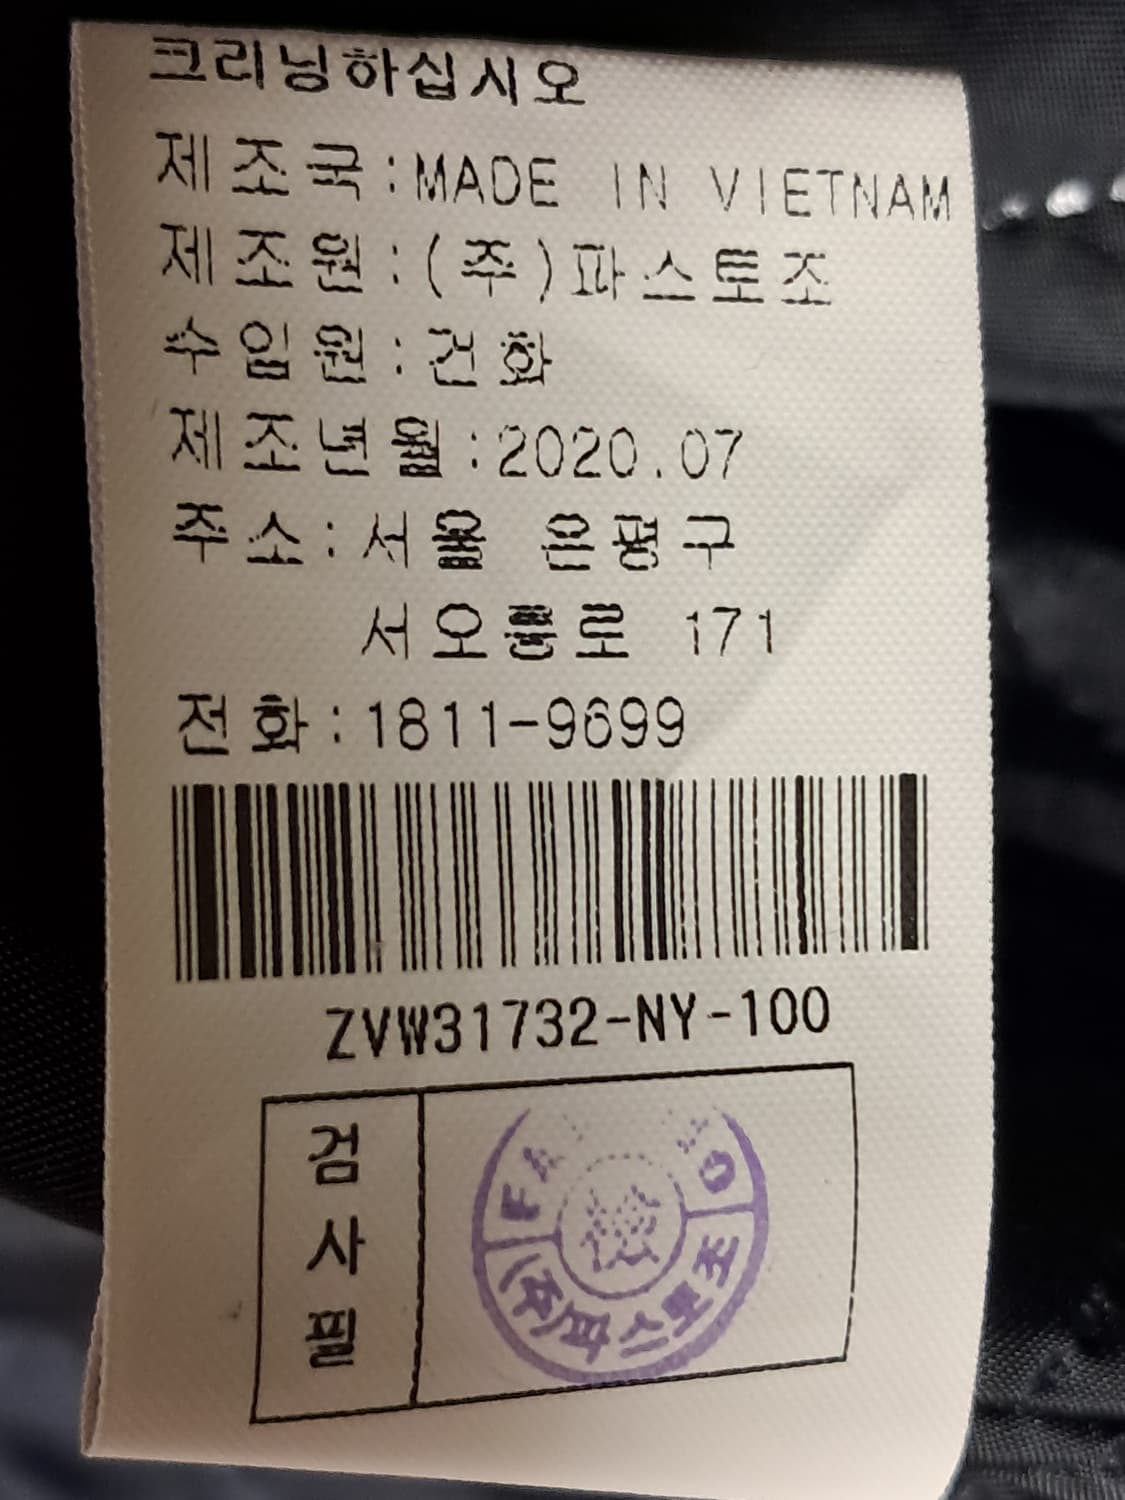 크리닝하십시오
제조국:MADE IN VIETNAM
제조원:(주)파스토조
수입원:건화
제조년월:2020.07
주소:서울 은평구
서오릉로 171
전화:1811-9699
ZVW31732-NY-100
검
사
필
(주)파스토조